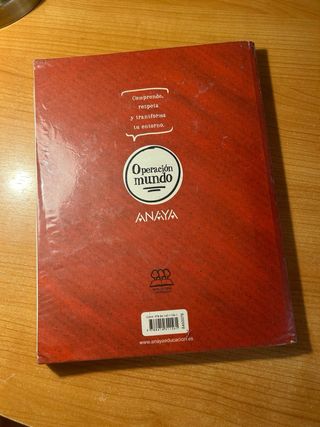 Comprende,
respeta
y transforma
tu entorno.
Operación
mundo
ANAYA
www.anayaeducacion.es